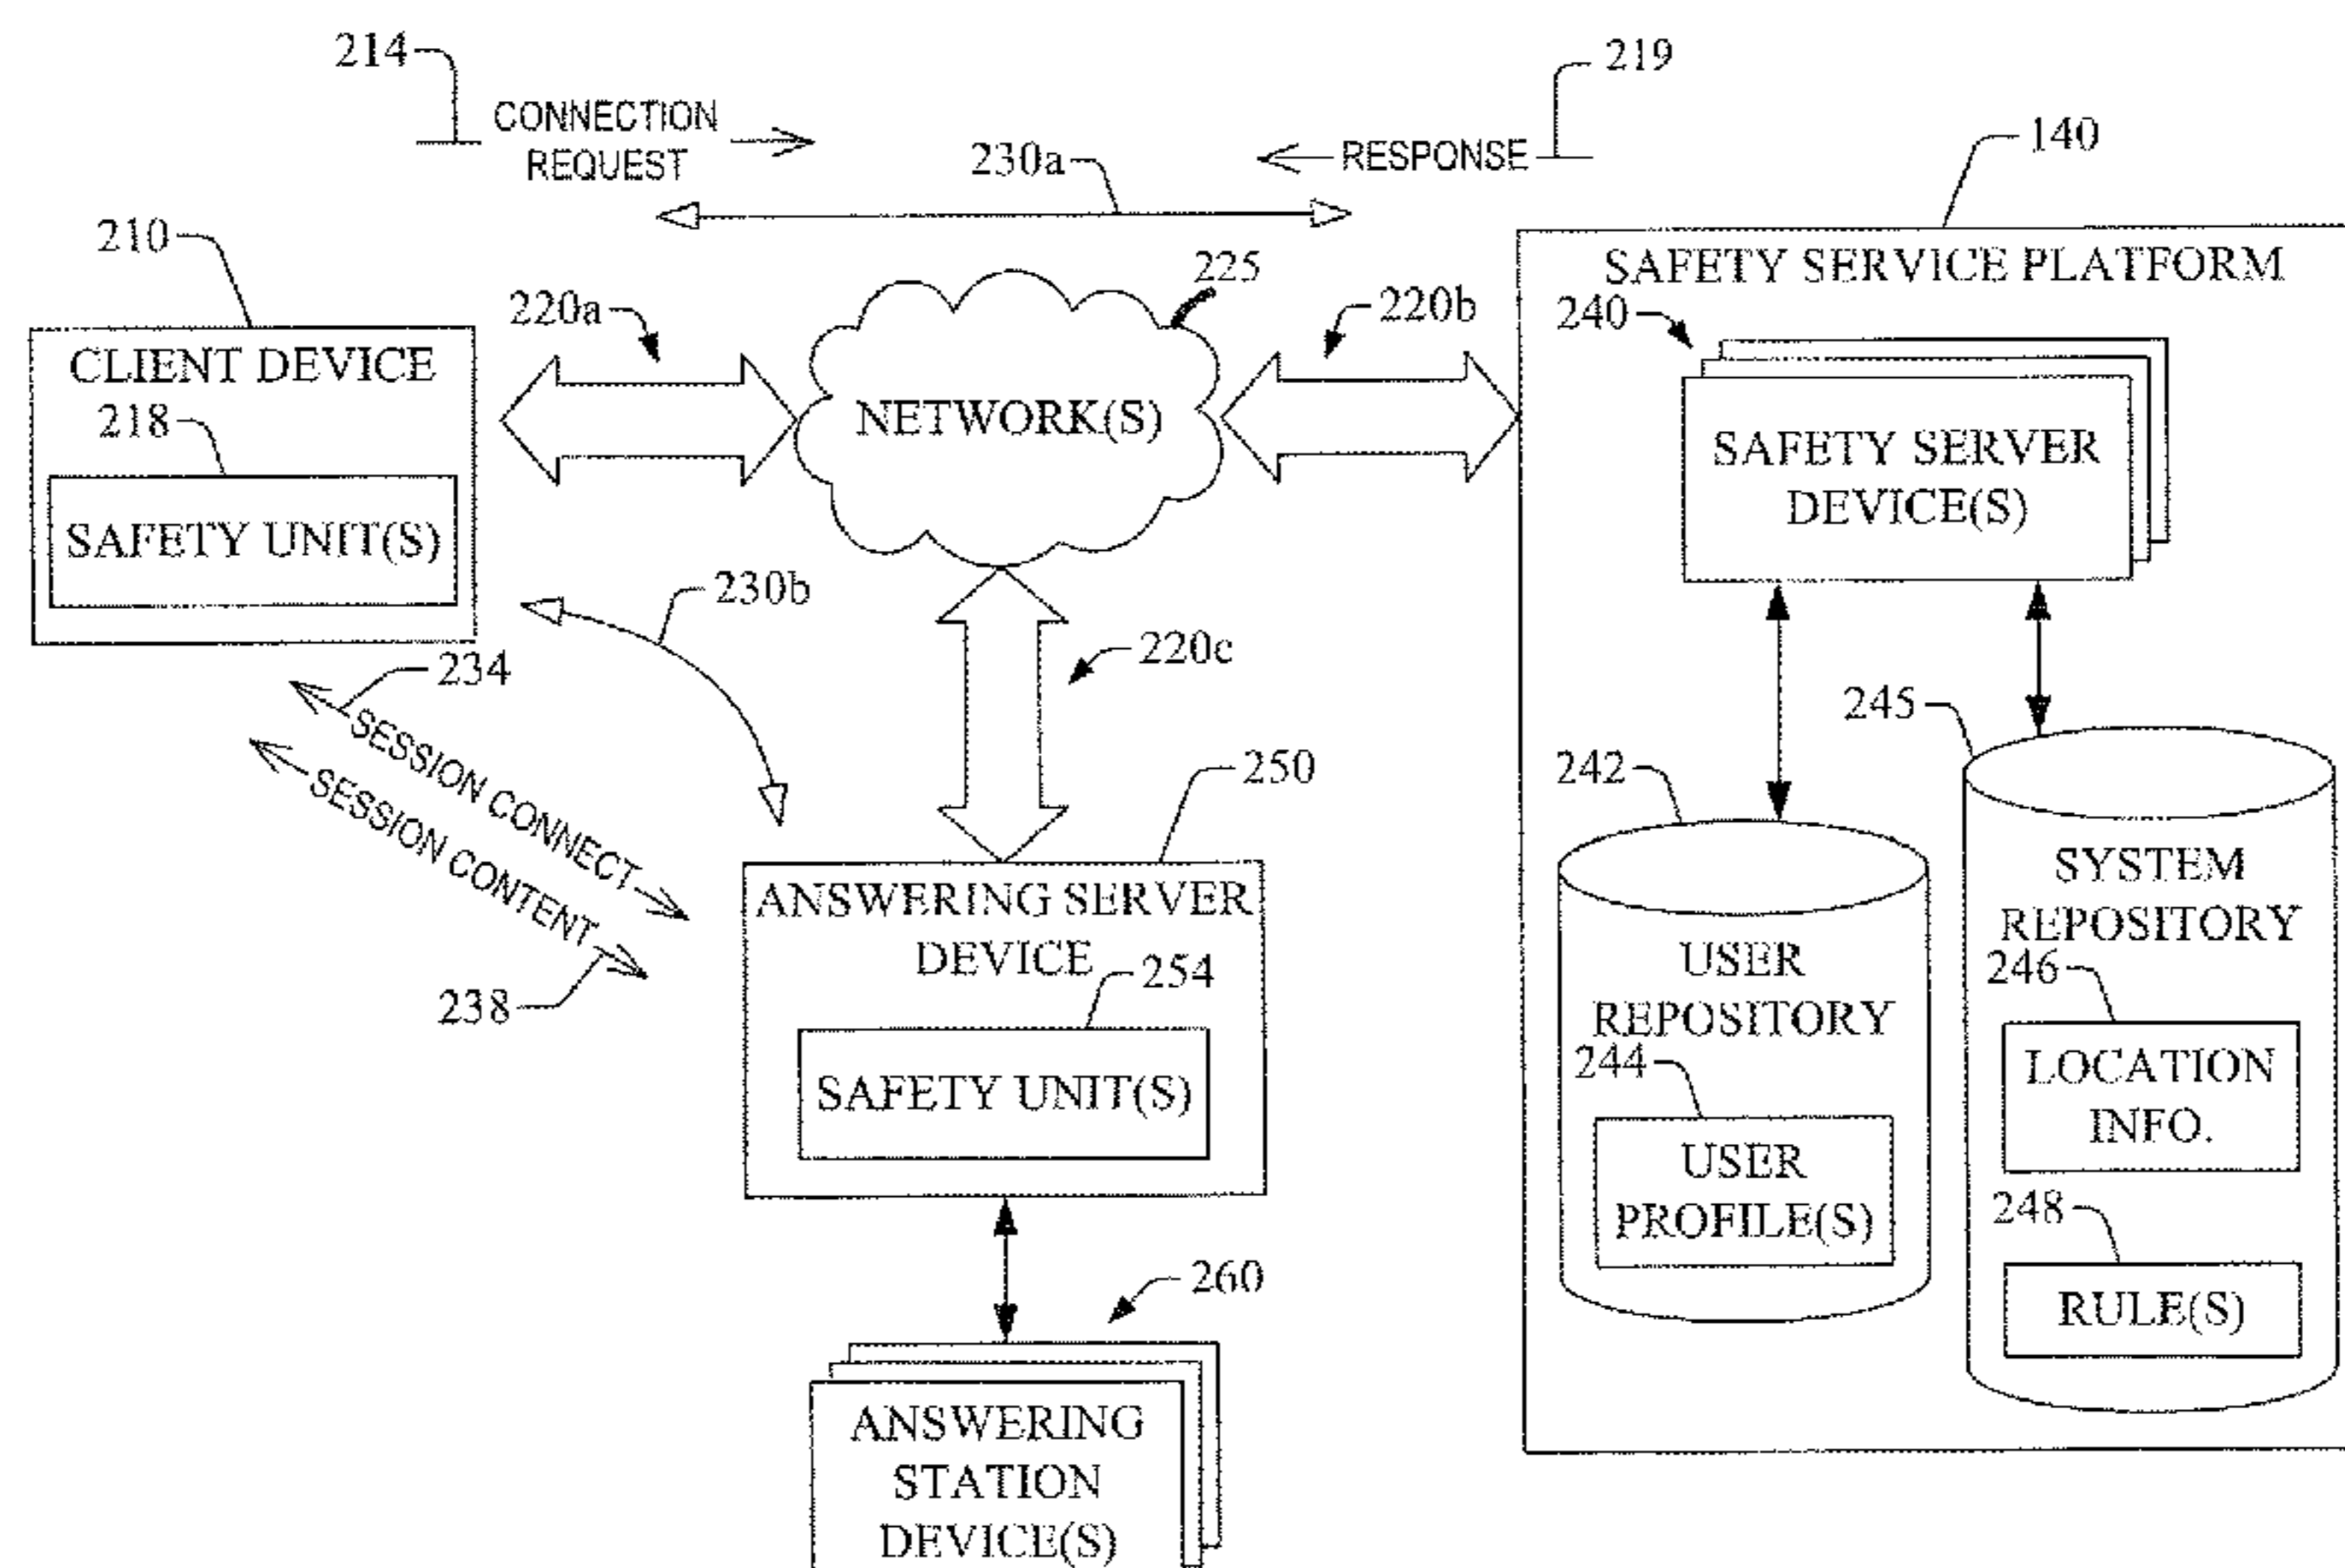 214
CONNECTION
REQUEST
230a
RESPONSE
219
140
210
220a
225
220b
SAFETY SERVICE PLATFORM
240
CLIENT DEVICE
218
SAFETY UNIT(S)
NETWORK(S)
SAFETY SERVER
DEVICE(S)
230b
220c
234
SESSION CONNECT
SESSION CONTENT
238
250
ANSWERING SERVER
DEVICE
254
SAFETY UNIT(S)
260
ANSWERING
STATION
DEVICE(S)
242
USER
REPOSITORY
244
USER
PROFILE(S)
245
SYSTEM
REPOSITORY
246
LOCATION
INFO.
248
RULE(S)